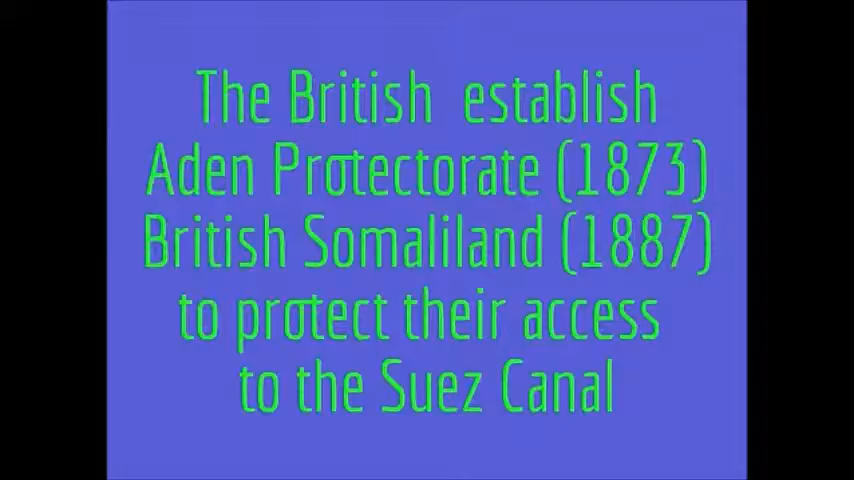 The British establish
Aden Protectorate (1873)
British Somaliland (1887)
to protect their access
to the Suez Canal